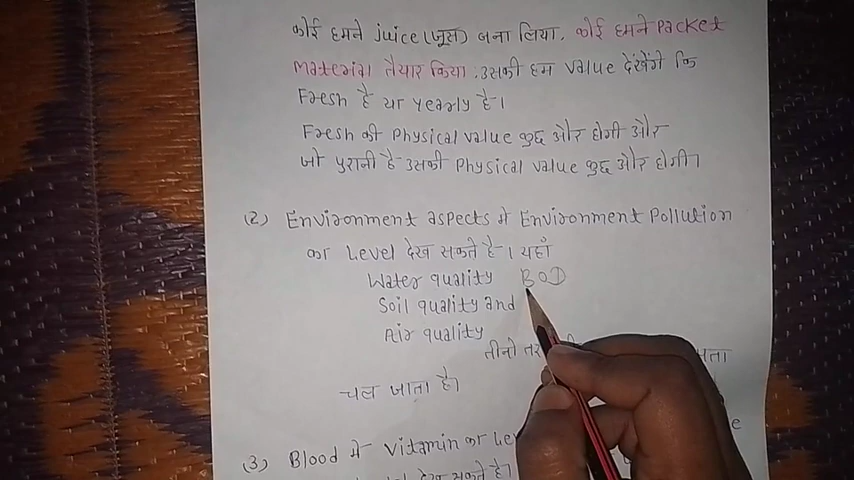 कोई हमने juice(जूस) बना लिया. कोई हमने Packet
Material तैयार किया. उसकी हम value देखेंगे कि
Fresh है या yearly है।
Fresh की Physical value कुछ और होगी और
जो पुरानी है उसकी Physical value कुछ और होगी।
(2) Environment aspects में Environment Pollution
का Level देख सकते है। यहाँ
Water quality BOD
Soil quality and
Air quality
तीनो
चल जाता है।
(3) Blood में Vitamin का
देख सकते है।